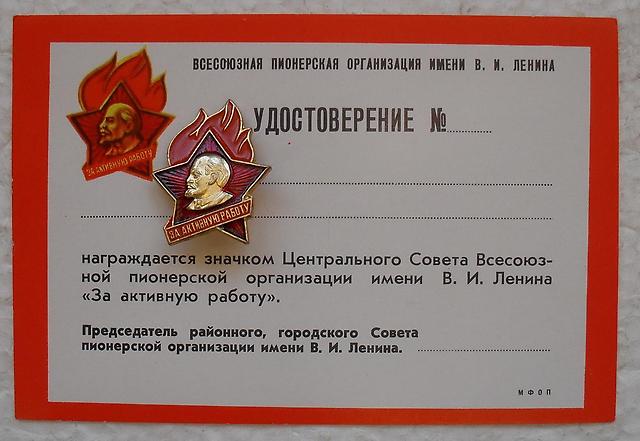 ВСЕСОЮЗНАЯ ПИОНЕРСКАЯ ОРГАНИЗАЦИЯ ИМЕНИ В. И. ЛЕНИНА
ЗА АКТИВНУЮ РАБОТУ
УДОСТОВЕРЕНИЕ №
ЗА АКТИВНУЮ РАБОТУ
награждается значком Центрального Совета Всесоюз-
ной пионерской организации имени В. И. Ленина
«За активную работу».
Председатель районного, городского Совета
пионерской организации имени В. И. Ленина.
МФОП